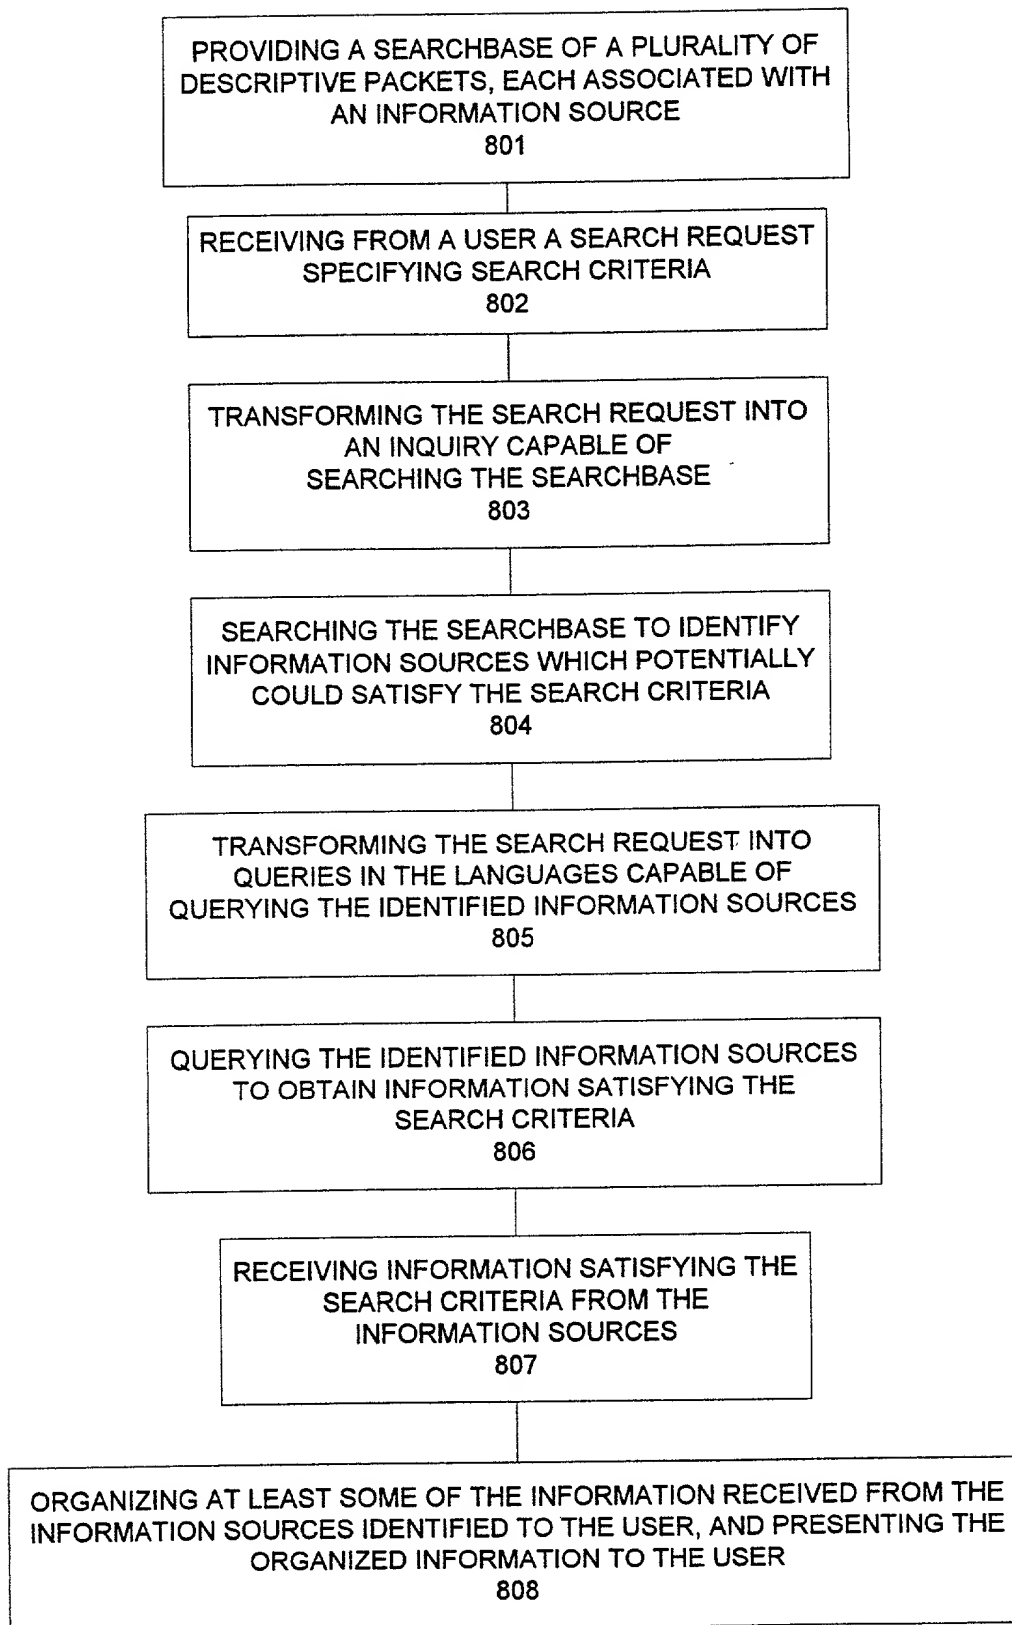 PROVIDING A SEARCHBASE OF A PLURALITY OF
DESCRIPTIVE PACKETS, EACH ASSOCIATED WITH
AN INFORMATION SOURCE
801
RECEIVING FROM A USER A SEARCH REQUEST
SPECIFYING SEARCH CRITERIA
802
TRANSFORMING THE SEARCH REQUEST INTO
AN INQUIRY CAPABLE OF
SEARCHING THE SEARCHBASE
803
SEARCHING THE SEARCHBASE TO IDENTIFY
INFORMATION SOURCES WHICH POTENTIALLY
COULD SATISFY THE SEARCH CRITERIA
804
TRANSFORMING THE SEARCH REQUEST INTO
QUERIES IN THE LANGUAGES CAPABLE OF
QUERYING THE IDENTIFIED INFORMATION SOURCES
805
QUERYING THE IDENTIFIED INFORMATION SOURCES
TO OBTAIN INFORMATION SATISFYING THE
SEARCH CRITERIA
806
RECEIVING INFORMATION SATISFYING THE
SEARCH CRITERIA FROM THE
INFORMATION SOURCES
807
ORGANIZING AT LEAST SOME OF THE INFORMATION RECEIVED FROM THE
INFORMATION SOURCES IDENTIFIED TO THE USER, AND PRESENTING THE
ORGANIZED INFORMATION TO THE USER
808